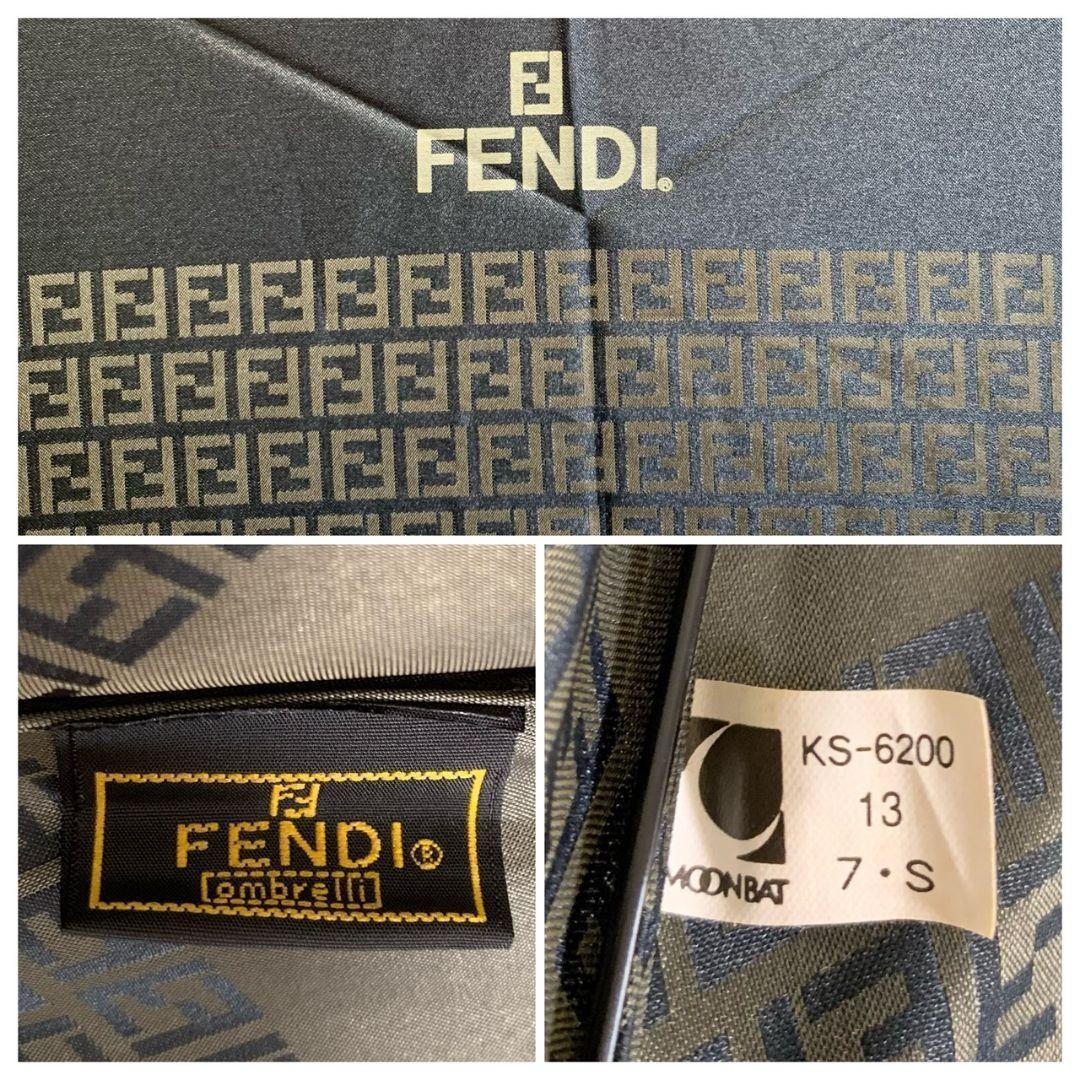 FENDI®
FENDI®
ombrelli
MOONBAT
KS-6200
13
7・S